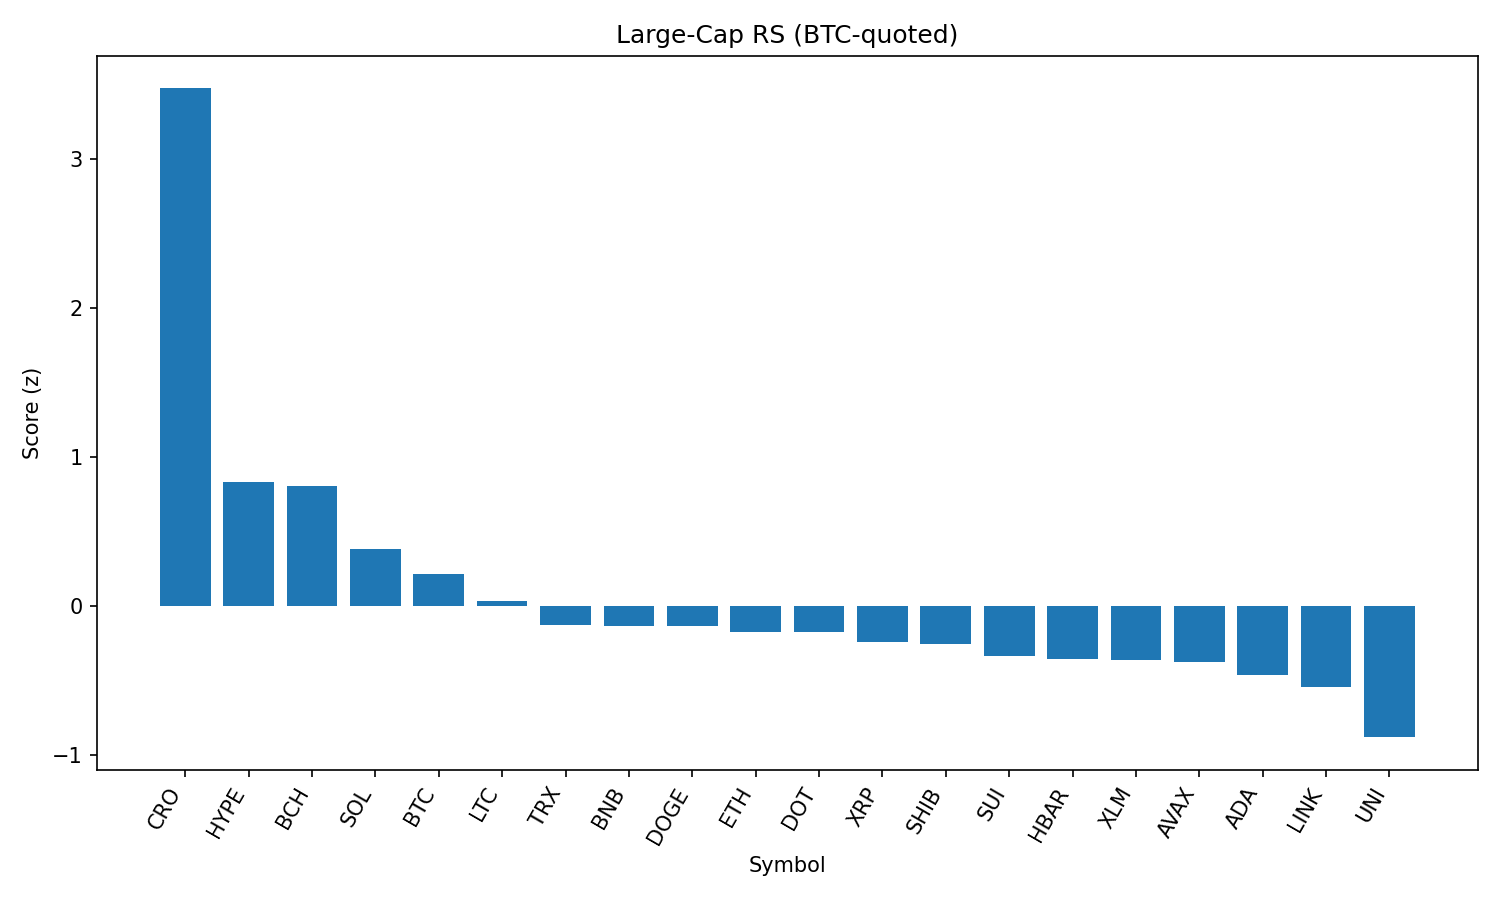 Large-Cap RS (BTC-quoted)
Score (z)
3
2
1
0
−1
CRO
HYPE
BCH
SOL
BTC
LTC
TRX
BNB
DOGE
ETH
DOT
XRP
SHIB
SUI
HBAR
XLM
AVAX
ADA
LINK
UNI
Symbol